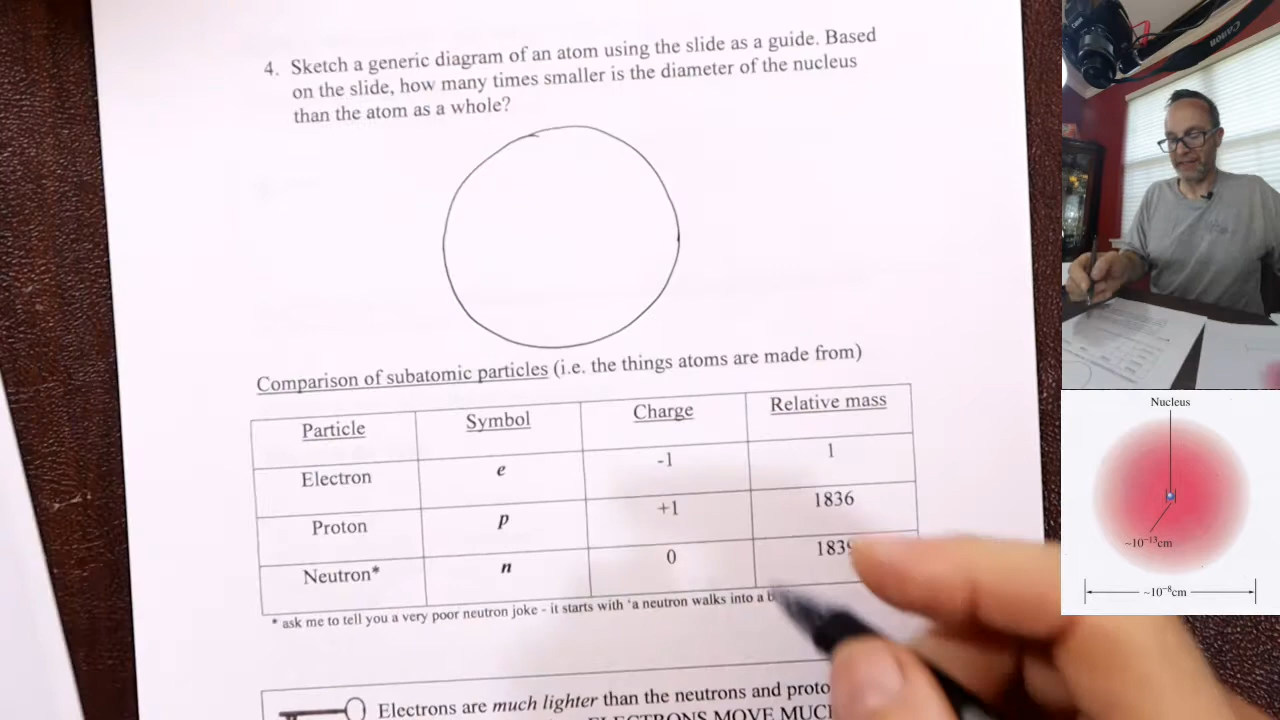 4. Sketch a generic diagram of an atom using the slide as a guide. Based
on the slide, how many times smaller is the diameter of the nucleus
than the atom as a whole?
Comparison of subatomic particles (i.e. the things atoms are made from)
Particle Symbol Charge Relative mass
Electron e -1 1
Proton p +1 1836
Neutron* n 0 1839
* ask me to tell you a very poor neutron joke - it starts with 'a neutron walks into a
Electrons are much lighter than the neutrons and
ELECTRONS MOVE
Canon
Nucleus
~10⁻¹³cm
~10⁻⁸cm